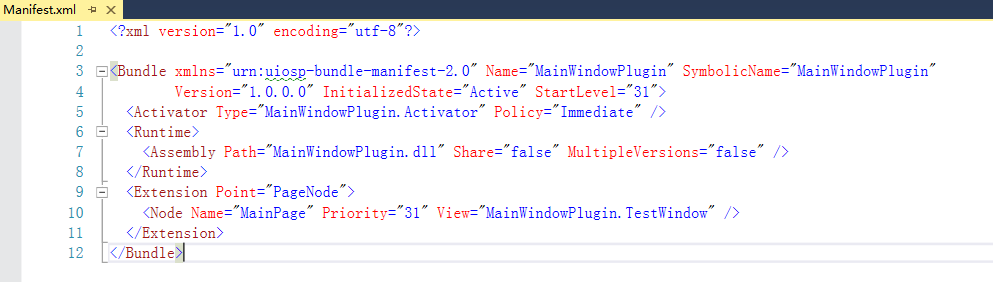 Manifest.xml
1 <?xml version="1.0" encoding="utf-8"?>
2
3 <Bundle xmlns="urn:uiosp-bundle-manifest-2.0" Name="MainWindowPlugin" SymbolicName="MainWindowPlugin"
4 Version="1.0.0.0" InitializedState="Active" StartLevel="31">
5 <Activator Type="MainWindowPlugin.Activator" Policy="Immediate" />
6 <Runtime>
7 <Assembly Path="MainWindowPlugin.dll" Share="false" MultipleVersions="false" />
8 </Runtime>
9 <Extension Point="PageNode">
10 <Node Name="MainPage" Priority="31" View="MainWindowPlugin.TestWindow" />
11 </Extension>
12 </Bundle>